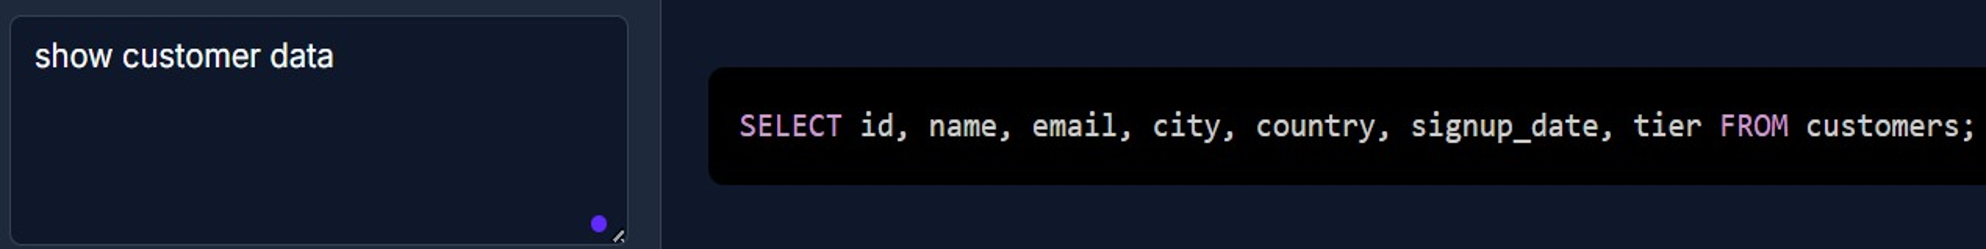 show customer data
SELECT id, name, email, city, country, signup_date, tier FROM customers;